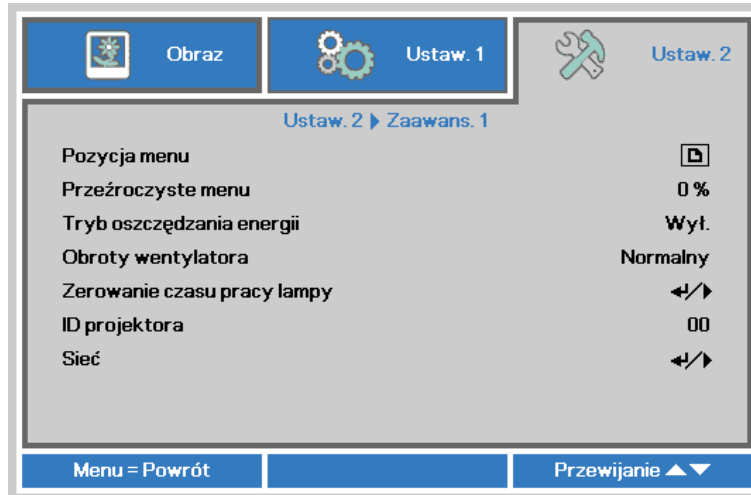 Obraz Ustaw. 1 Ustaw. 2
Ustaw. 2 ▶ Zaawans. 1
Pozycja menu
Przeźroczyste menu 0 %
Tryb oszczędzania energii Wył.
Obroty wentylatora Normalny
Zerowanie czasu pracy lampy ↵/▶
ID projektora 00
Sieć ↵/▶
Menu = Powrót Przewijanie ▲▼